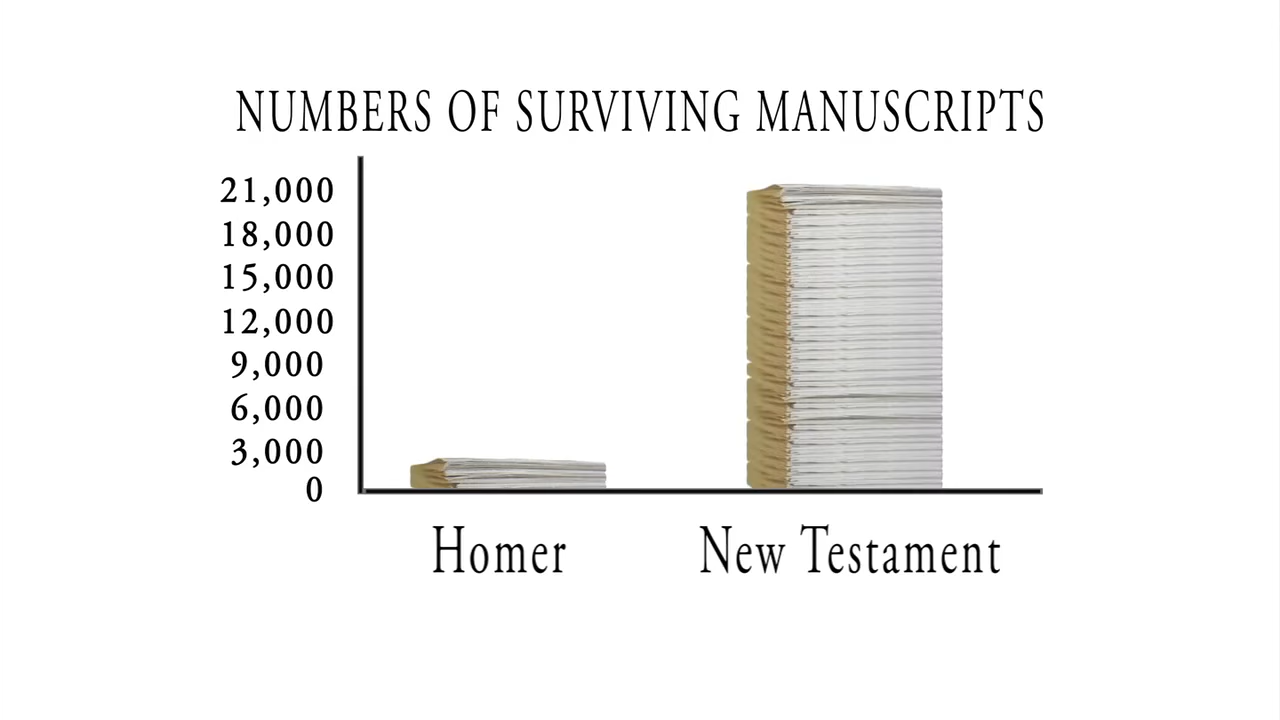 NUMBERS OF SURVIVING MANUSCRIPTS
21,000
18,000
15,000
12,000
9,000
6,000
3,000
0
Homer
New Testament